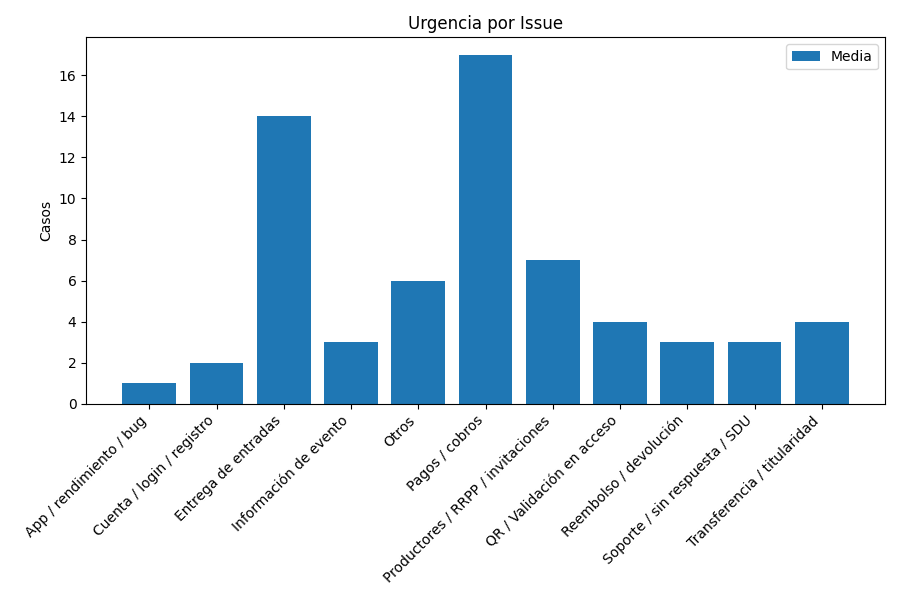 Urgencia por Issue
Media
Casos
16
14
12
10
8
6
4
2
0
App / rendimiento / bug
Cuenta / login / registro
Entrega de entradas
Información de evento
Otros
Pagos / cobros
Productores / RRPP / invitaciones
QR / Validación en acceso
Reembolso / devolución
Soporte / sin respuesta / SDU
Transferencia / titularidad